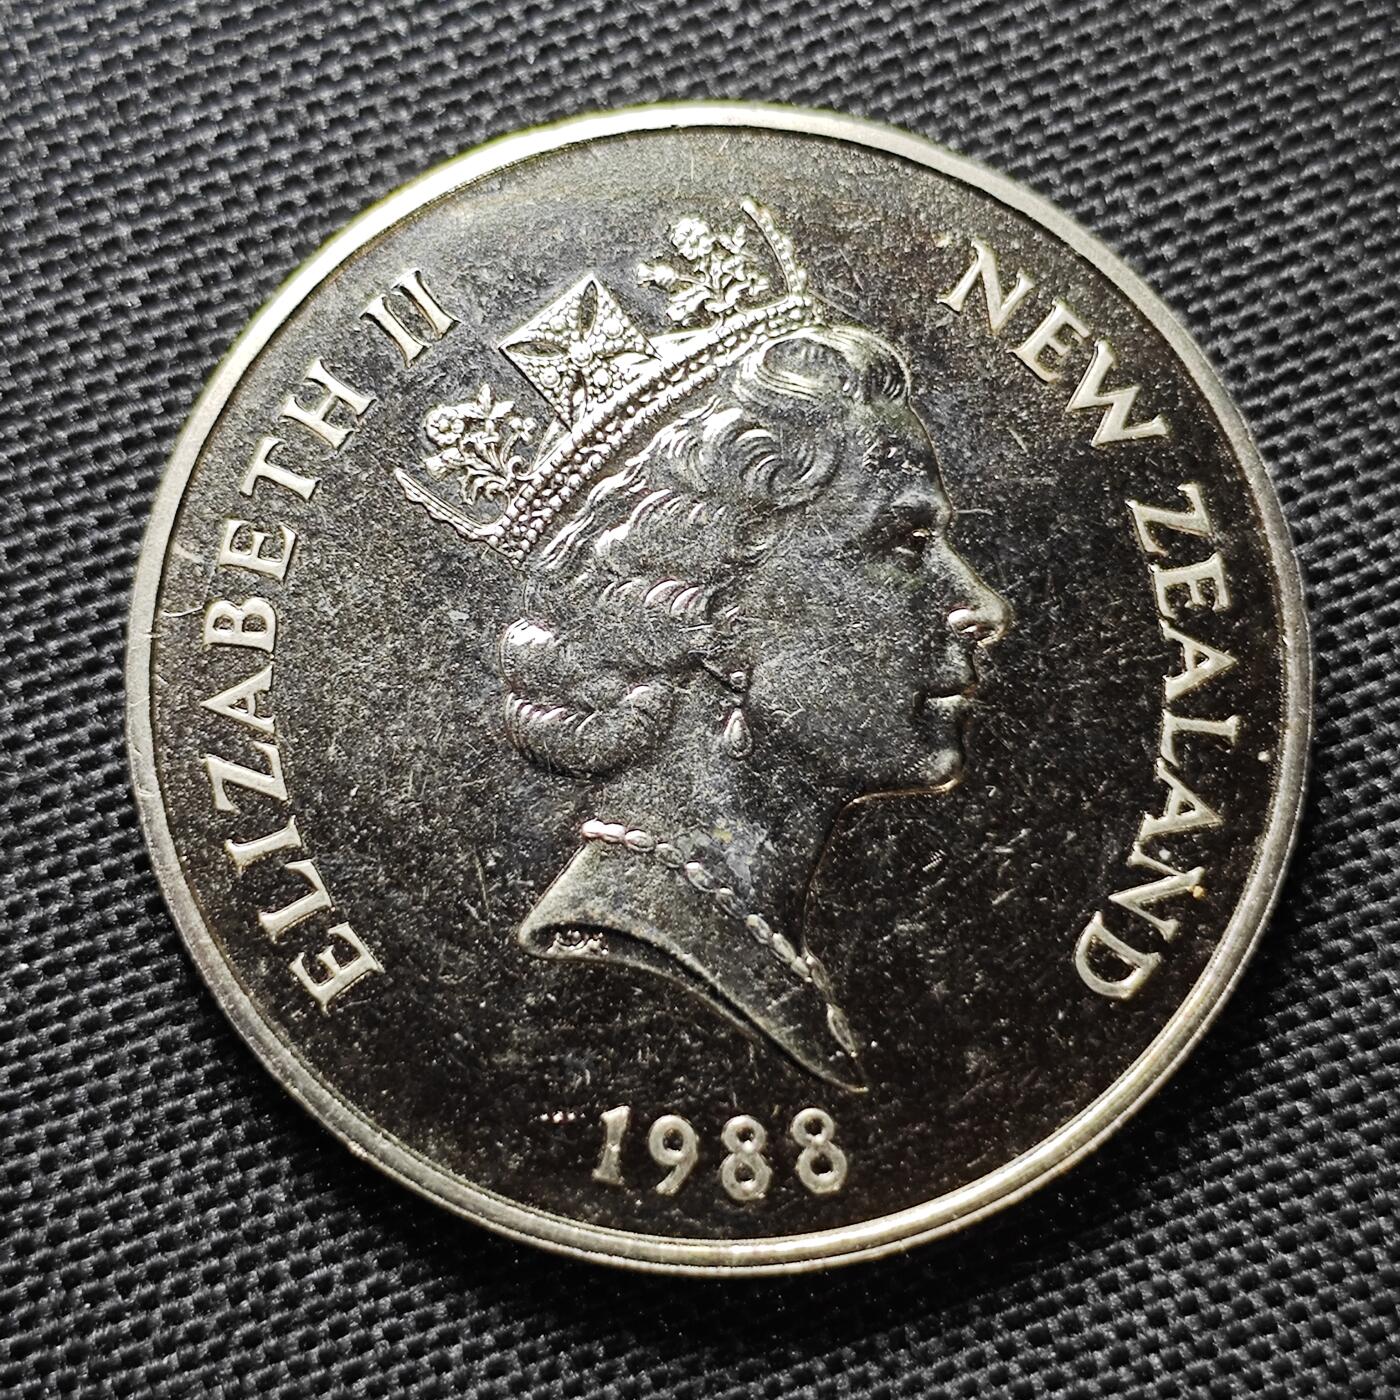 ELIZABETH II
NEW ZEALAND
1988